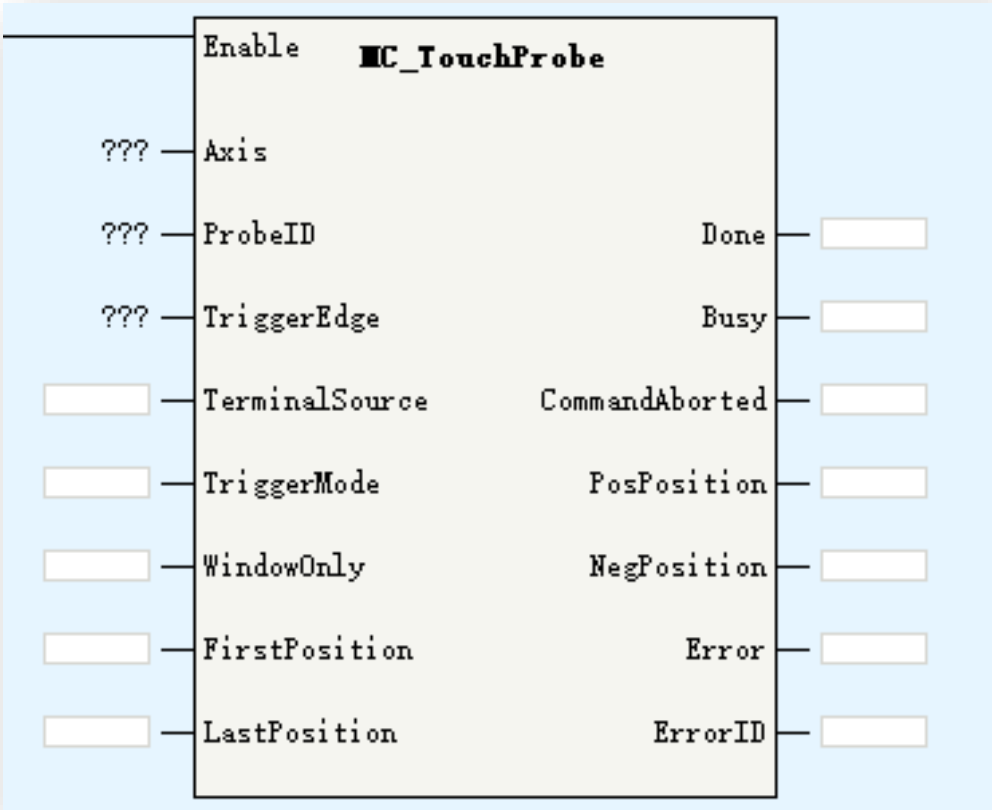 Enable MC_TouchProbe
??? Axis
??? ProbeID Done
??? TriggerEdge Busy
TerminalSource CommandAborted
TriggerMode PosPosition
WindowOnly NegPosition
FirstPosition Error
LastPosition ErrorID